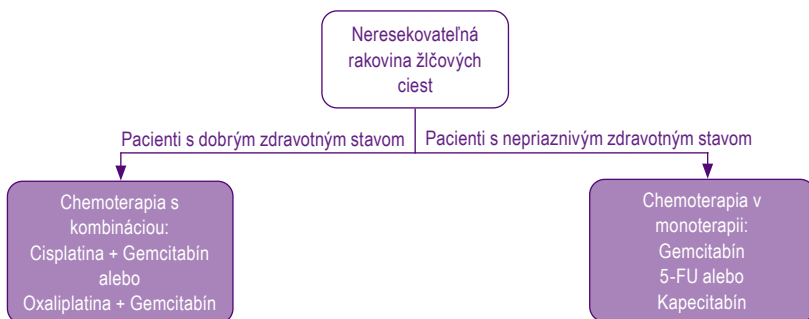 Neresekovateľná
rakovina žlčových
ciest
Pacienti s dobrým zdravotným stavom
Pacienti s nepriaznivým zdravotným stavom
Chemoterapia s
kombináciou:
Cisplatina + Gemcitabín
alebo
Oxaliplatina + Gemcitabín
Chemoterapia v
monoterapii:
Gemcitabín
5-FU alebo
Kapecitabín